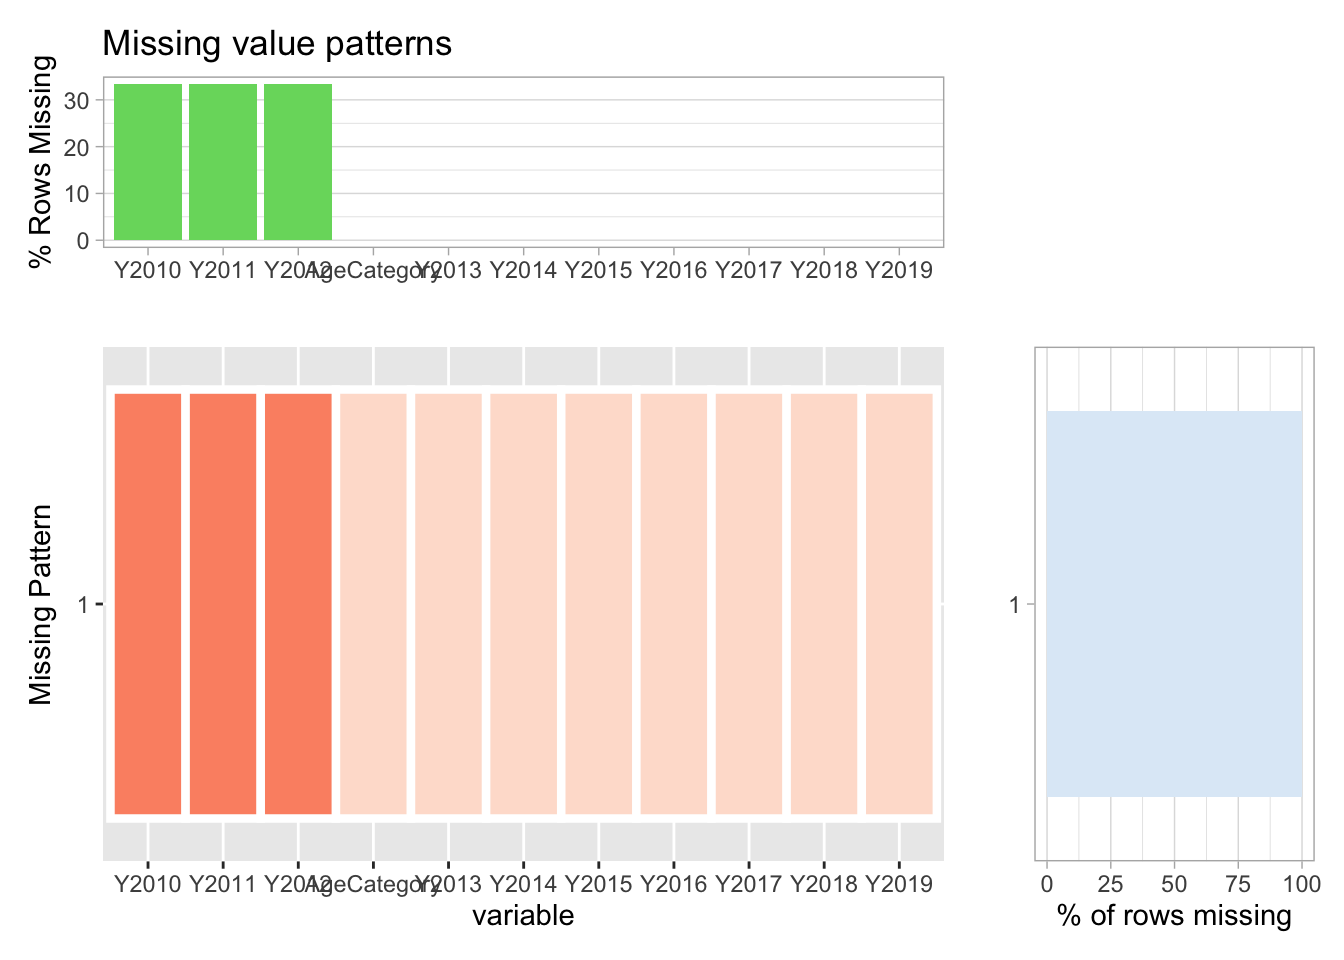 Missing value patterns
% Rows Missing
30
20
10
0
Y2010 Y2011 Y2012 AgeCategory Y2013 Y2014 Y2015 Y2016 Y2017 Y2018 Y2019
Missing Pattern
1
Y2010 Y2011 Y2012 AgeCategory Y2013 Y2014 Y2015 Y2016 Y2017 Y2018 Y2019
variable
1
0 25 50 75 100
% of rows missing